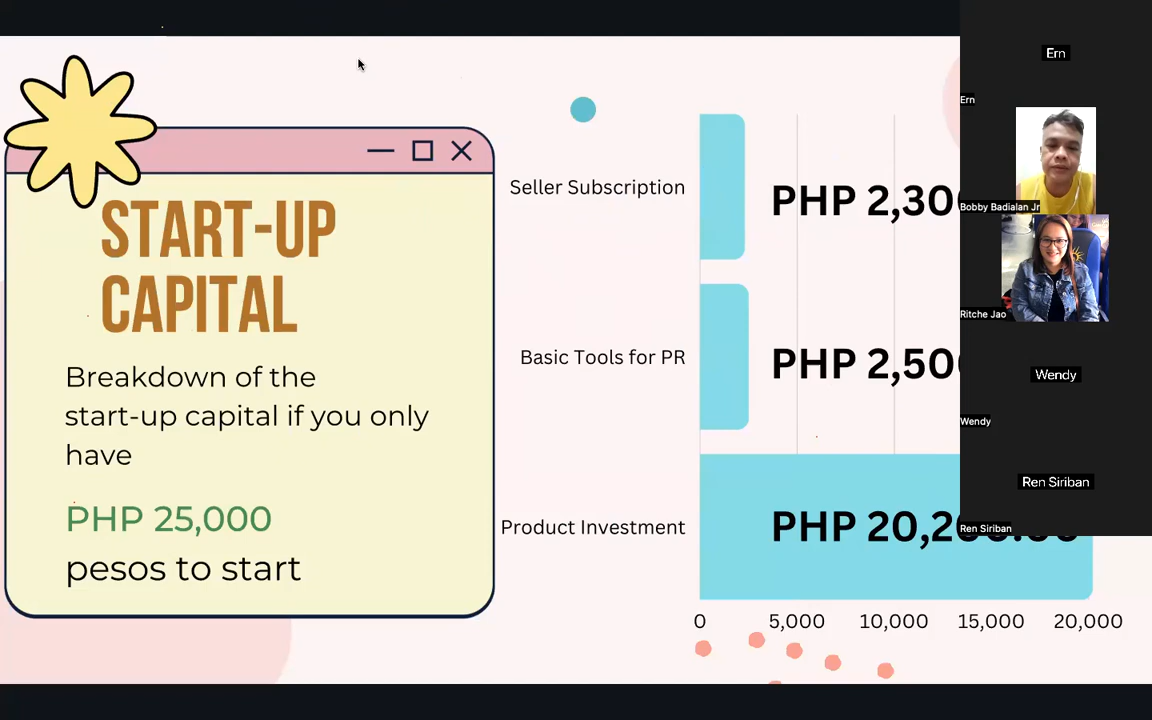 START-UP
CAPITAL
Breakdown of the
start-up capital if you only
have
PHP 25,000
pesos to start
Seller Subscription
PHP 2,30
Basic Tools for PR
PHP 2,500
Product Investment
PHP 20,2
0
5,000
10,000
15,000
20,000
Ern
Ern
Bobby Badialan Jr
Ritche Jao
Wendy
Wendy
Ren Siriban
Ren Siriban